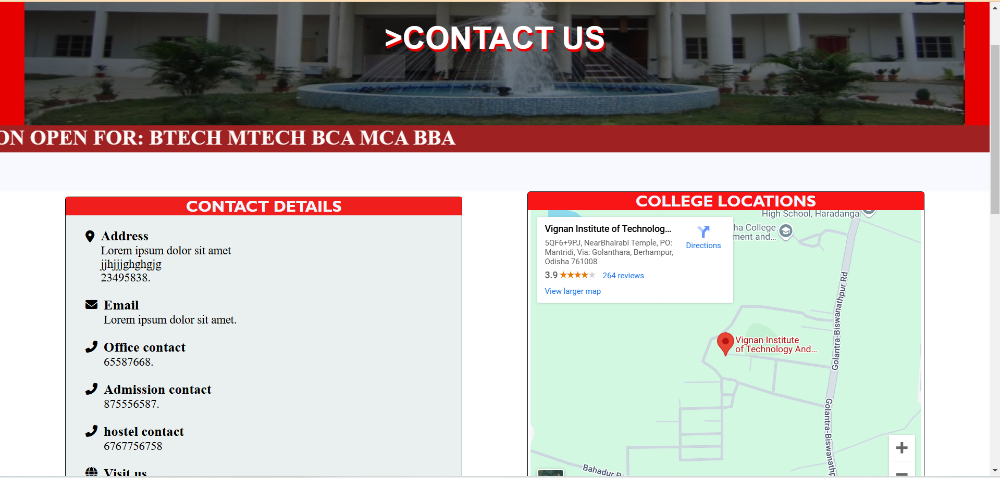 >CONTACT US
ON OPEN FOR: BTECH MTECH BCA MCA BBA
CONTACT DETAILS
Address
Lorem ipsum dolor sit amet
jjhjjjghghgjg
23495838.
Email
Lorem ipsum dolor sit amet.
Office contact
65587668.
Admission contact
875556587.
hostel contact
6767756758
Visit us
COLLEGE LOCATIONS
High School, Haradanga
ha College
ment and...
Vignan Institute of Technolog...
5QF6+9PJ, NearBhairabi Temple, PO:
Mantridi, Via: Golanthara, Berhampur,
Odisha 761008
3.9
264 reviews
View larger map
Directions
Golantra-Biswanathpur Rd
Vignan Institute
of Technology And...
Golantra-Biswanathp
Bahadur